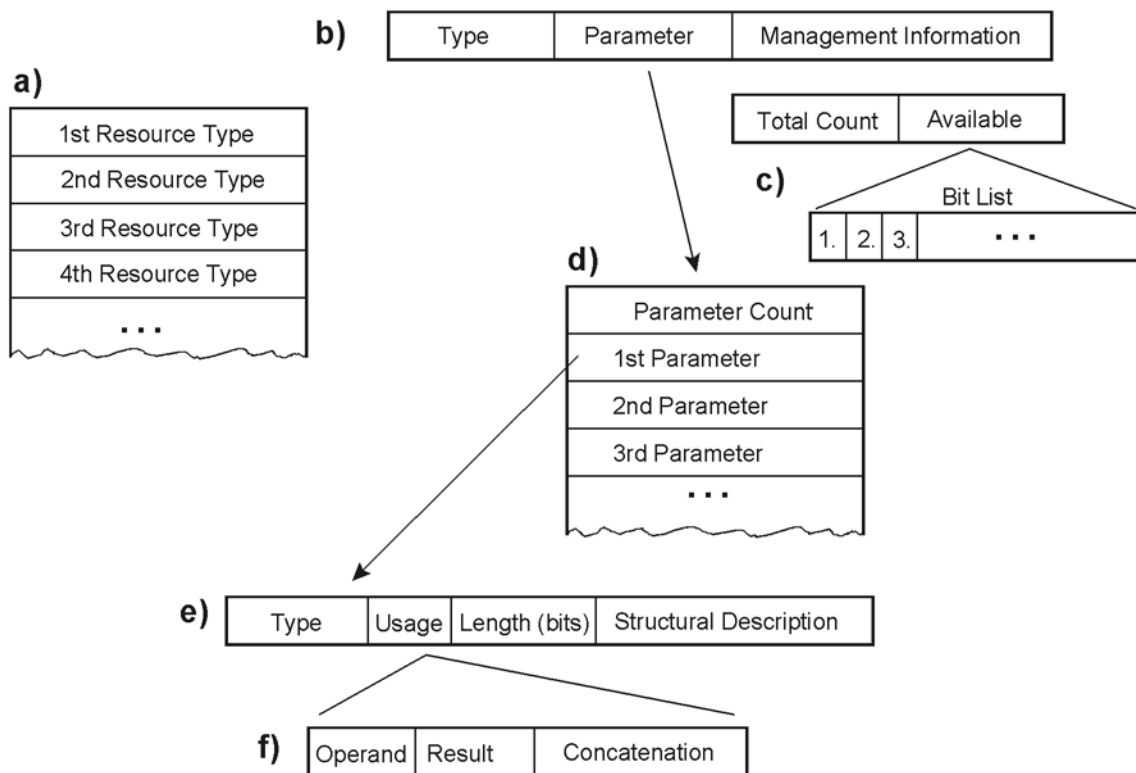 b)
Type Parameter Management Information
a)
1st Resource Type
2nd Resource Type
3rd Resource Type
4th Resource Type
...
Total Count Available
c)
Bit List
1. 2. 3. ...
d)
Parameter Count
1st Parameter
2nd Parameter
3rd Parameter
...
e)
Type Usage Length (bits) Structural Description
f)
Operand Result Concatenation